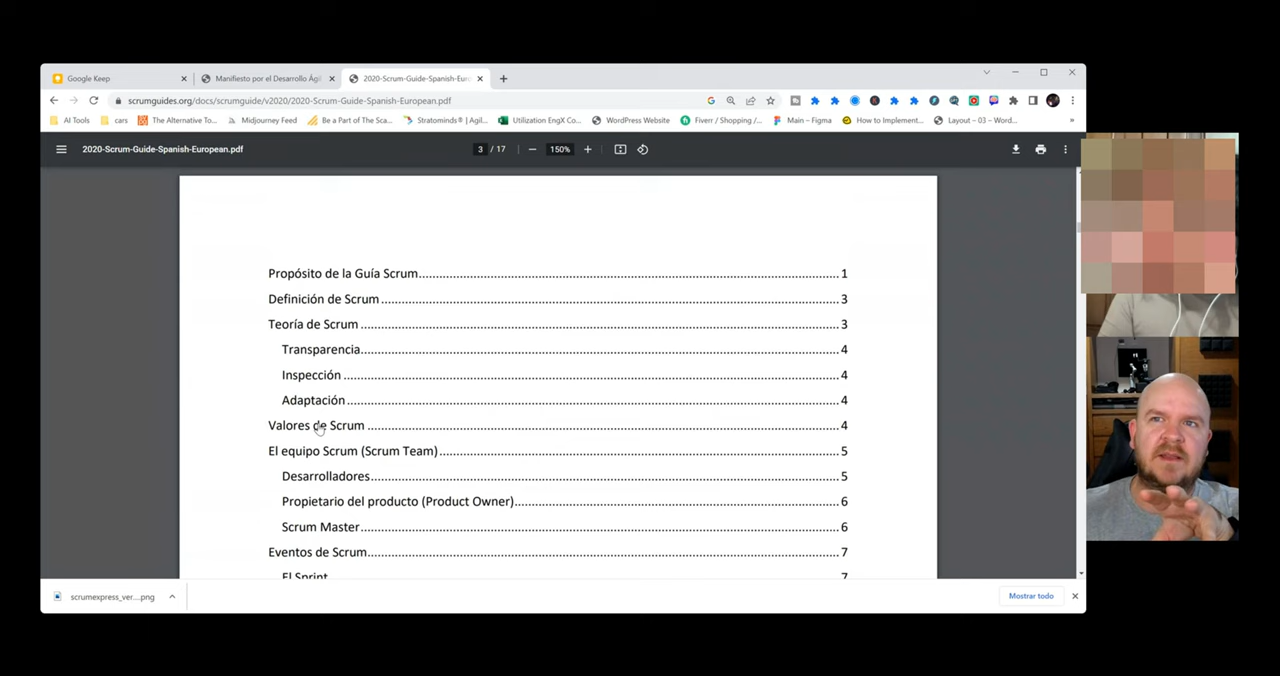 Google Keep
Manifiesto por el Desarrollo Ágil
2020-Scrum-Guide-Spanish-Euro
scrumguides.org/docs/scrumguide/v2020/2020-Scrum-Guide-Spanish-European.pdf
AI Tools cars The Alternative To... Midjourney Feed Be a Part of The Sca... Stratominds® | Agil... Utilization EngX Co... WordPress Website Fiverr / Shopping /... Main – Figma How to Implement... Layout – 03 – Word... »
2020-Scrum-Guide-Spanish-European.pdf 3 / 17 150%
Propósito de la Guía Scrum 1
Definición de Scrum 3
Teoría de Scrum 3
Transparencia 4
Inspección 4
Adaptación 4
Valores de Scrum 4
El equipo Scrum (Scrum Team) 5
Desarrolladores 5
Propietario del producto (Product Owner) 6
Scrum Master 6
Eventos de Scrum 7
El Sprint 7
scrumexpress_ver....png
Mostrar todo